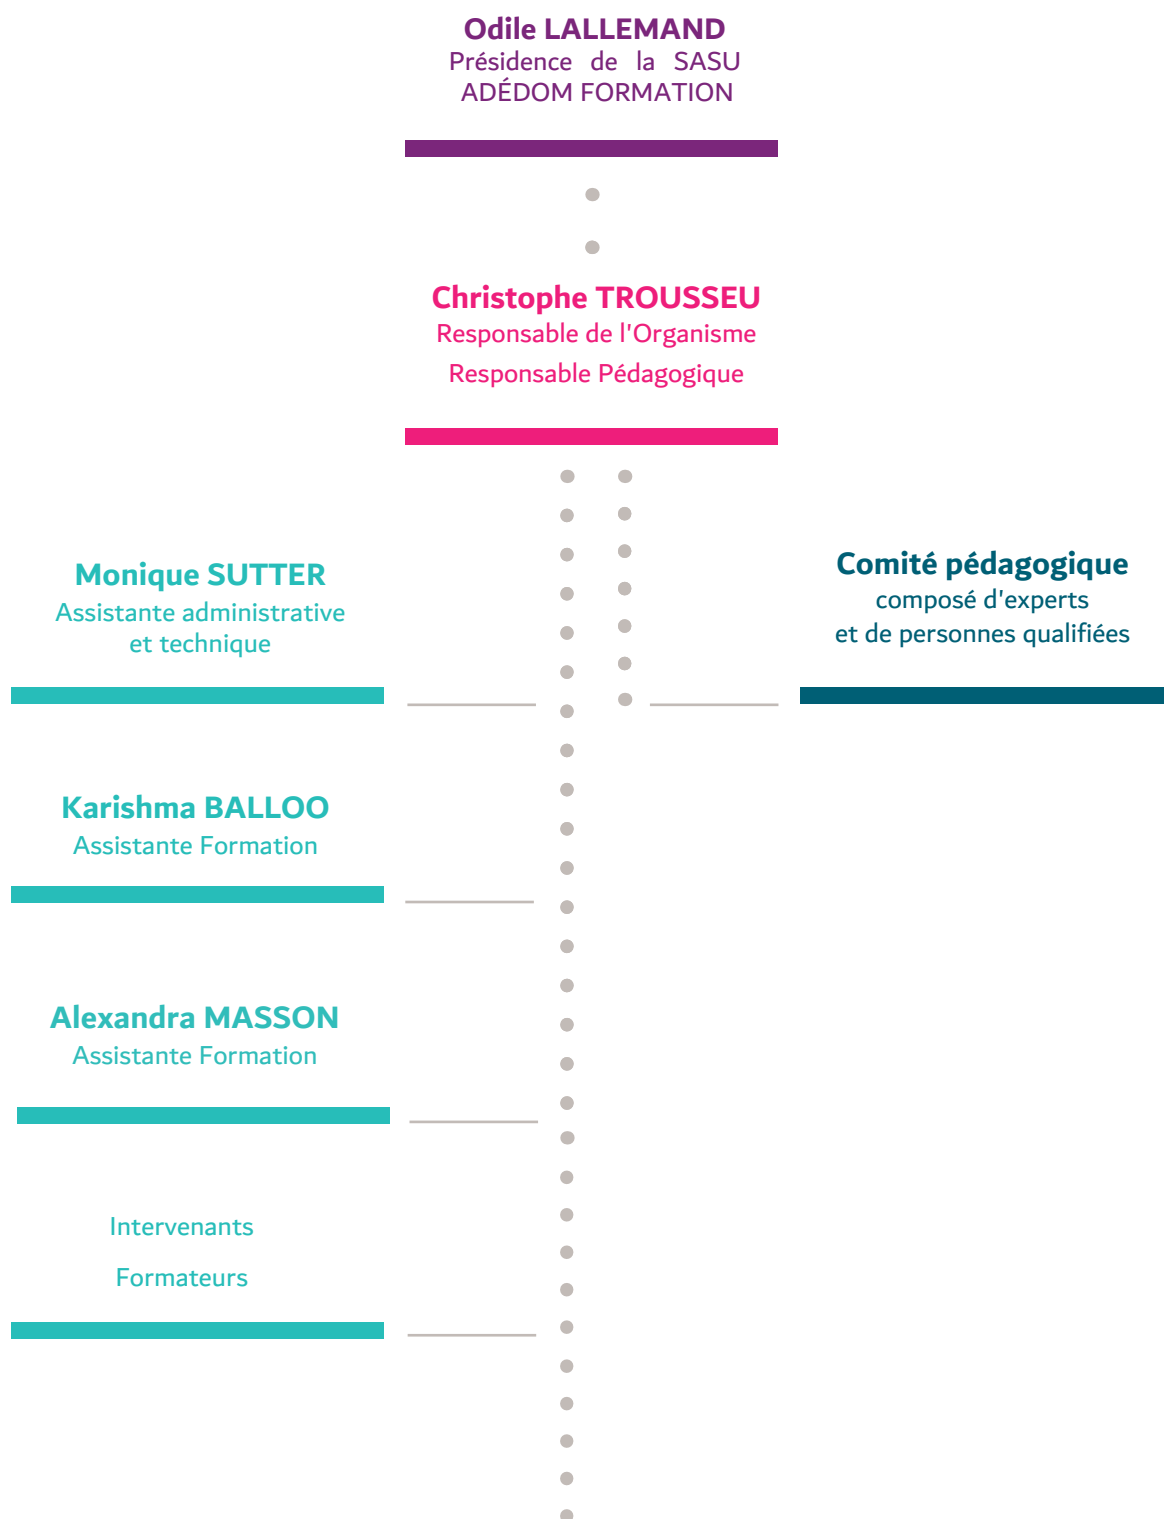 Odile LALLEMAND
Présidence de la SASU
ADÉDOM FORMATION
Christophe TROUSSEU
Responsable de l'Organisme
Responsable Pédagogique
Monique SUTTER
Assistante administrative
et technique
Comité pédagogique
composé d'experts
et de personnes qualifiées
Karishma BALLOO
Assistante Formation
Alexandra MASSON
Assistante Formation
Intervenants
Formateurs